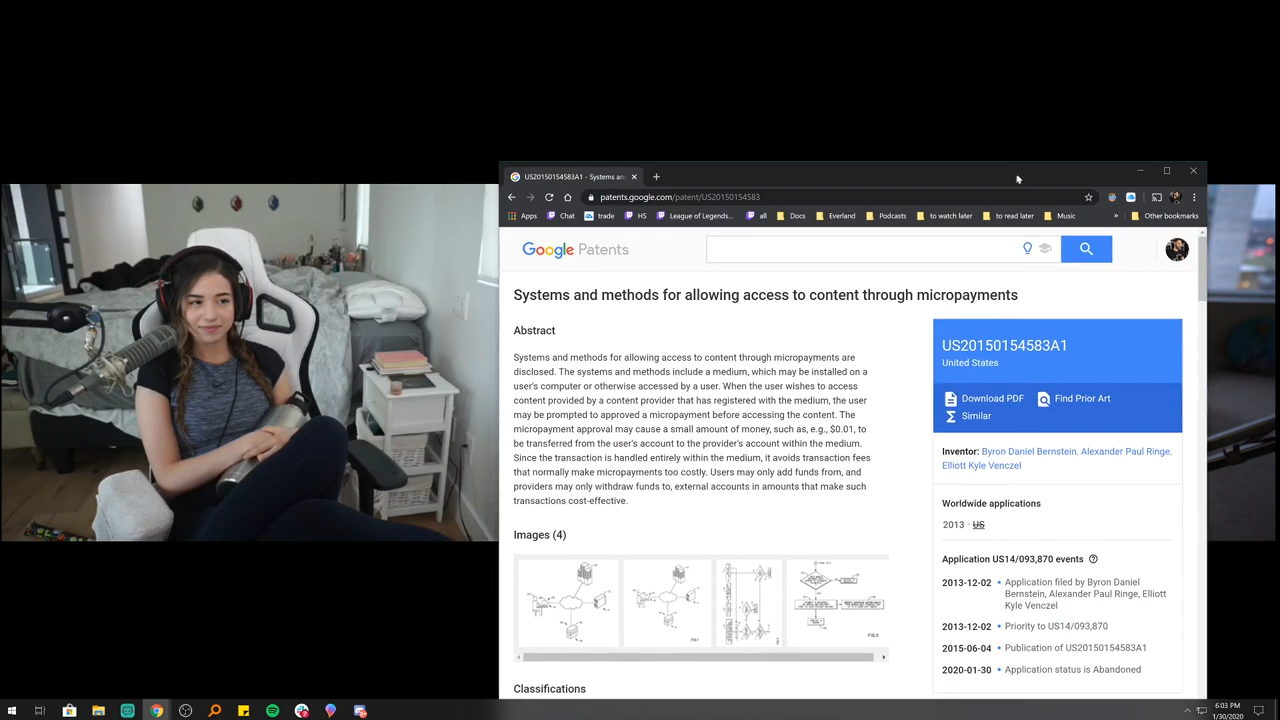 US20150154583A1 - Systems an
patents.google.com/patent/US20150154583
Apps Chat trade HS League of Legends... all Docs Everland Podcasts to watch later to read later Music » Other bookmarks
Google Patents
Systems and methods for allowing access to content through micropayments
Abstract
Systems and methods for allowing access to content through micropayments are
disclosed. The systems and methods include a medium, which may be installed on a
user's computer or otherwise accessed by a user. When the user wishes to access
content provided by a content provider that has registered with the medium, the user
may be prompted to approved a micropayment before accessing the content. The
micropayment approval may cause a small amount of money, such as, e.g., $0.01, to
be transferred from the user's account to the provider's account within the medium.
Since the transaction is handled entirely within the medium, it avoids transaction fees
that normally make micropayments too costly. Users may only add funds from, and
providers may only withdraw funds to, external accounts in amounts that make such
transactions cost-effective.
Images (4)
Classifications
US20150154583A1
United States
Download PDF Find Prior Art
Similar
Inventor: Byron Daniel Bernstein, Alexander Paul Ringe,
Elliott Kyle Venczel
Worldwide applications
2013 · US
Application US14/093,870 events
2013-12-02 • Application filed by Byron Daniel
Bernstein, Alexander Paul Ringe, Elliott
Kyle Venczel
2013-12-02 • Priority to US14/093,870
2015-06-04 • Publication of US20150154583A1
2020-01-30 • Application status is Abandoned
6:03 PM
1/30/2020